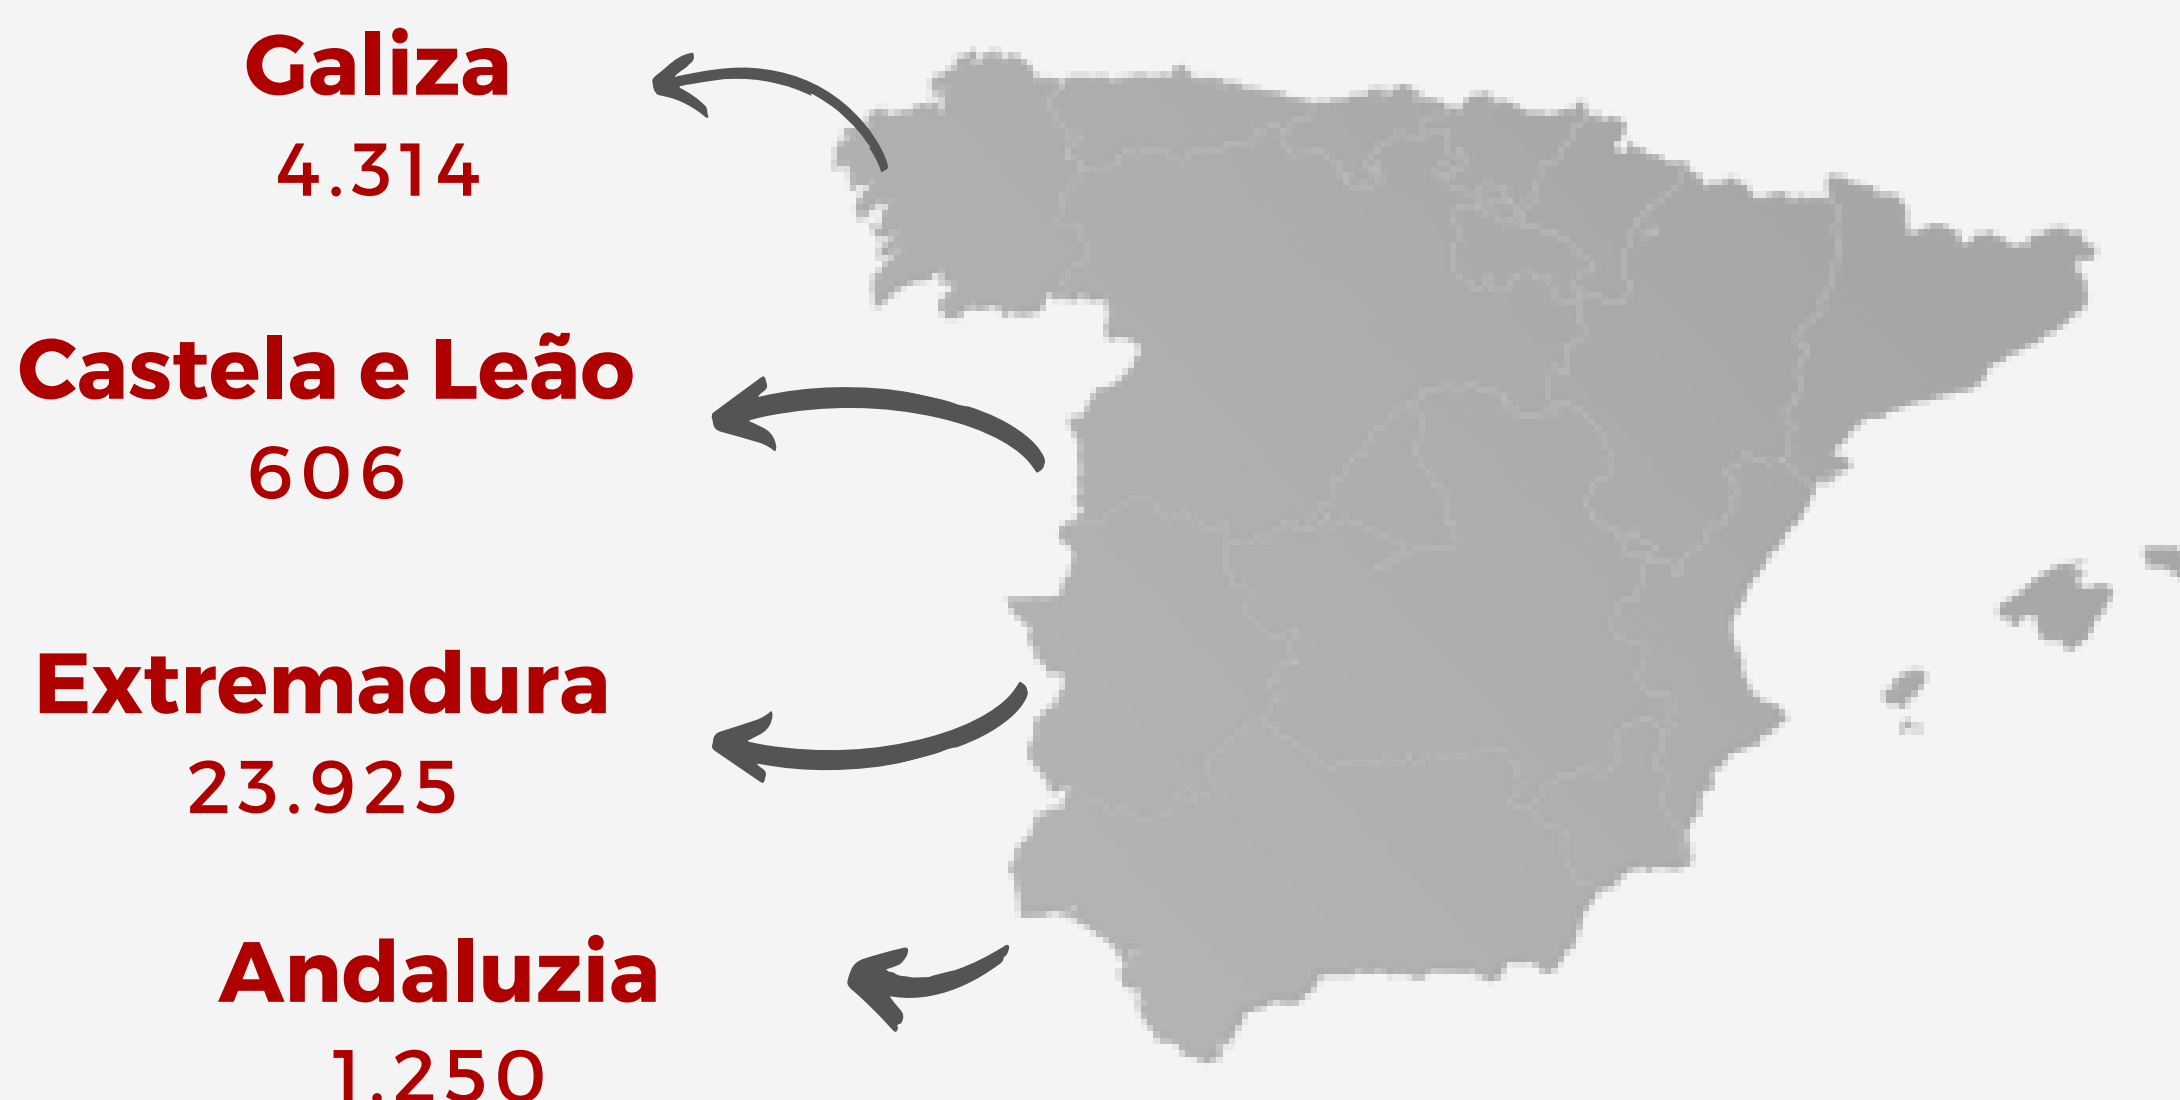 Galiza
4.314
Castela e Leão
606
Extremadura
23.925
Andaluzia
1.250